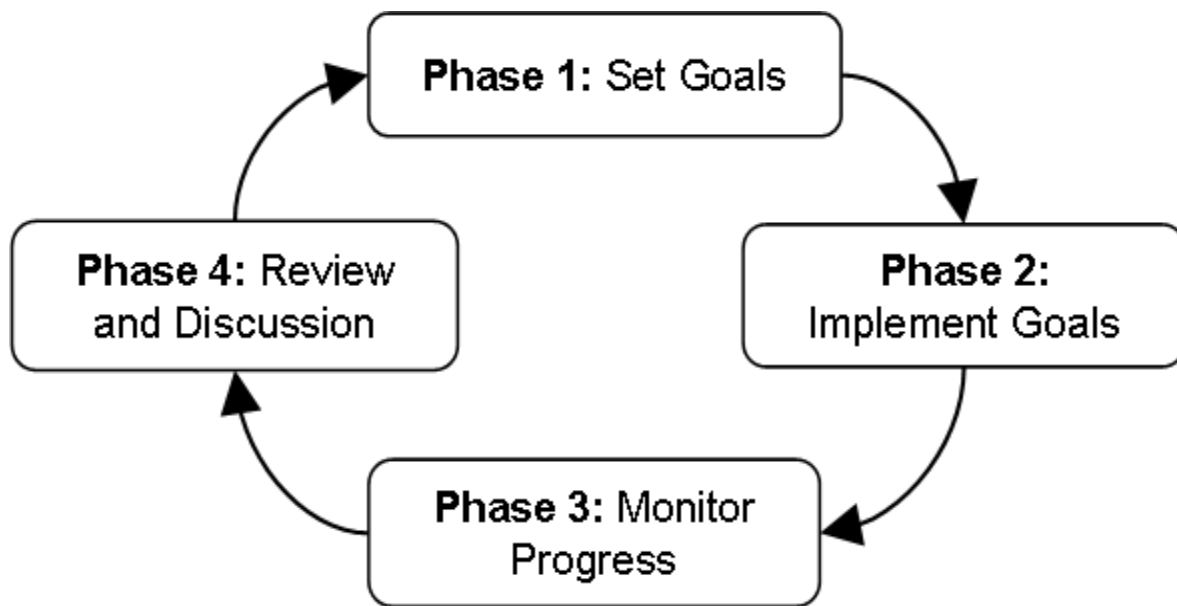 Phase 1: Set Goals
Phase 2:
Implement Goals
Phase 3: Monitor
Progress
Phase 4: Review
and Discussion